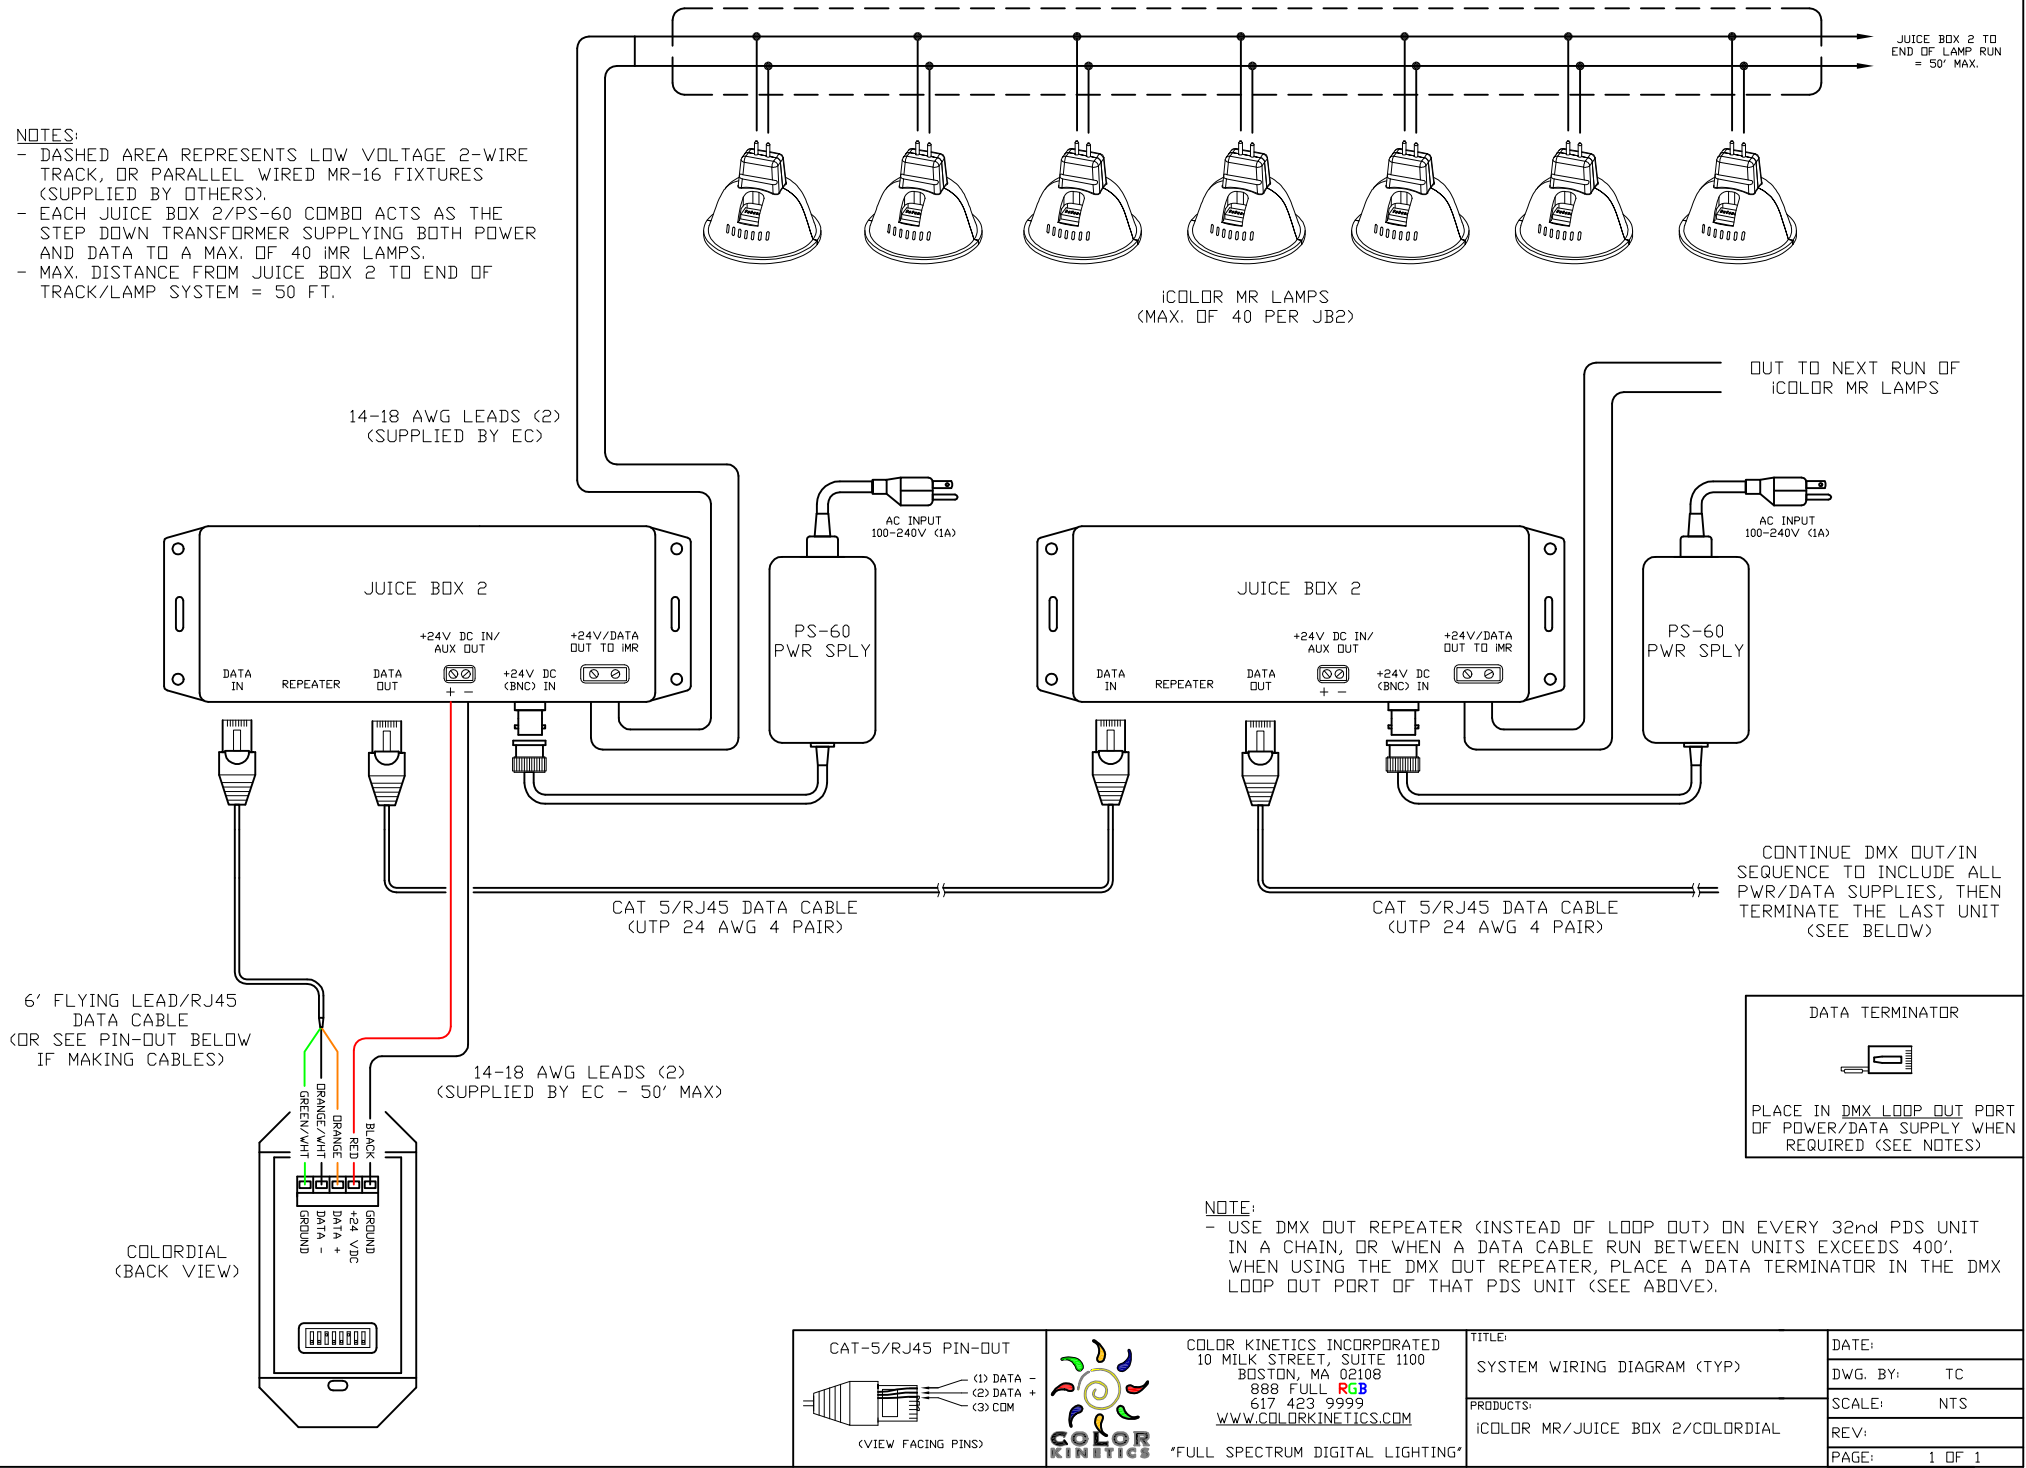 JUICE BOX 2 TO
END OF LAMP RUN
= 50' MAX.
NOTES:
- DASHED AREA REPRESENTS LOW VOLTAGE 2-WIRE
TRACK, OR PARALLEL WIRED MR-16 FIXTURES
(SUPPLIED BY OTHERS).
- EACH JUICE BOX 2/PS-60 COMBO ACTS AS THE
STEP DOWN TRANSFORMER SUPPLYING BOTH POWER
AND DATA TO A MAX. OF 40 iMR LAMPS.
- MAX. DISTANCE FROM JUICE BOX 2 TO END OF
TRACK/LAMP SYSTEM = 50 FT.
iCOLOR MR LAMPS
(MAX. OF 40 PER JB2)
OUT TO NEXT RUN OF
iCOLOR MR LAMPS
14-18 AWG LEADS (2)
(SUPPLIED BY EC)
AC INPUT
100-240V (1A)
AC INPUT
100-240V (1A)
JUICE BOX 2
+24V DC IN/
AUX OUT
+24V/DATA
OUT TO iMR
DATA
IN
REPEATER
DATA
OUT
+ -
+24V DC
(BNC) IN
PS-60
PWR SPLY
JUICE BOX 2
+24V DC IN/
AUX OUT
+24V/DATA
OUT TO iMR
DATA
IN
REPEATER
DATA
OUT
+ -
+24V DC
(BNC) IN
PS-60
PWR SPLY
CAT 5/RJ45 DATA CABLE
(UTP 24 AWG 4 PAIR)
CAT 5/RJ45 DATA CABLE
(UTP 24 AWG 4 PAIR)
CONTINUE DMX OUT/IN
SEQUENCE TO INCLUDE ALL
PWR/DATA SUPPLIES, THEN
TERMINATE THE LAST UNIT
(SEE BELOW)
6' FLYING LEAD/RJ45
DATA CABLE
(OR SEE PIN-OUT BELOW
IF MAKING CABLES)
14-18 AWG LEADS (2)
(SUPPLIED BY EC - 50' MAX)
GREEN/WHT
ORANGE/WHT
ORANGE
RED
BLACK
GROUND
DATA -
DATA +
+24 VDC
GROUND
COLORDIAL
(BACK VIEW)
DATA TERMINATOR
PLACE IN DMX LOOP OUT PORT
OF POWER/DATA SUPPLY WHEN
REQUIRED (SEE NOTES)
NOTE:
- USE DMX OUT REPEATER (INSTEAD OF LOOP OUT) ON EVERY 32nd PDS UNIT
IN A CHAIN, OR WHEN A DATA CABLE RUN BETWEEN UNITS EXCEEDS 400'.
WHEN USING THE DMX OUT REPEATER, PLACE A DATA TERMINATOR IN THE DMX
LOOP OUT PORT OF THAT PDS UNIT (SEE ABOVE).
CAT-5/RJ45 PIN-OUT
(1) DATA -
(2) DATA +
(3) COM
(VIEW FACING PINS)
COLOR
KINETICS
COLOR KINETICS INCORPORATED
10 MILK STREET, SUITE 1100
BOSTON, MA 02108
888 FULL RGB
617 423 9999
WWW.COLORKINETICS.COM
"FULL SPECTRUM DIGITAL LIGHTING"
TITLE:
SYSTEM WIRING DIAGRAM (TYP)
PRODUCTS:
iCOLOR MR/JUICE BOX 2/COLORDIAL
DATE:
DWG. BY: TC
SCALE: NTS
REV:
PAGE: 1 OF 1